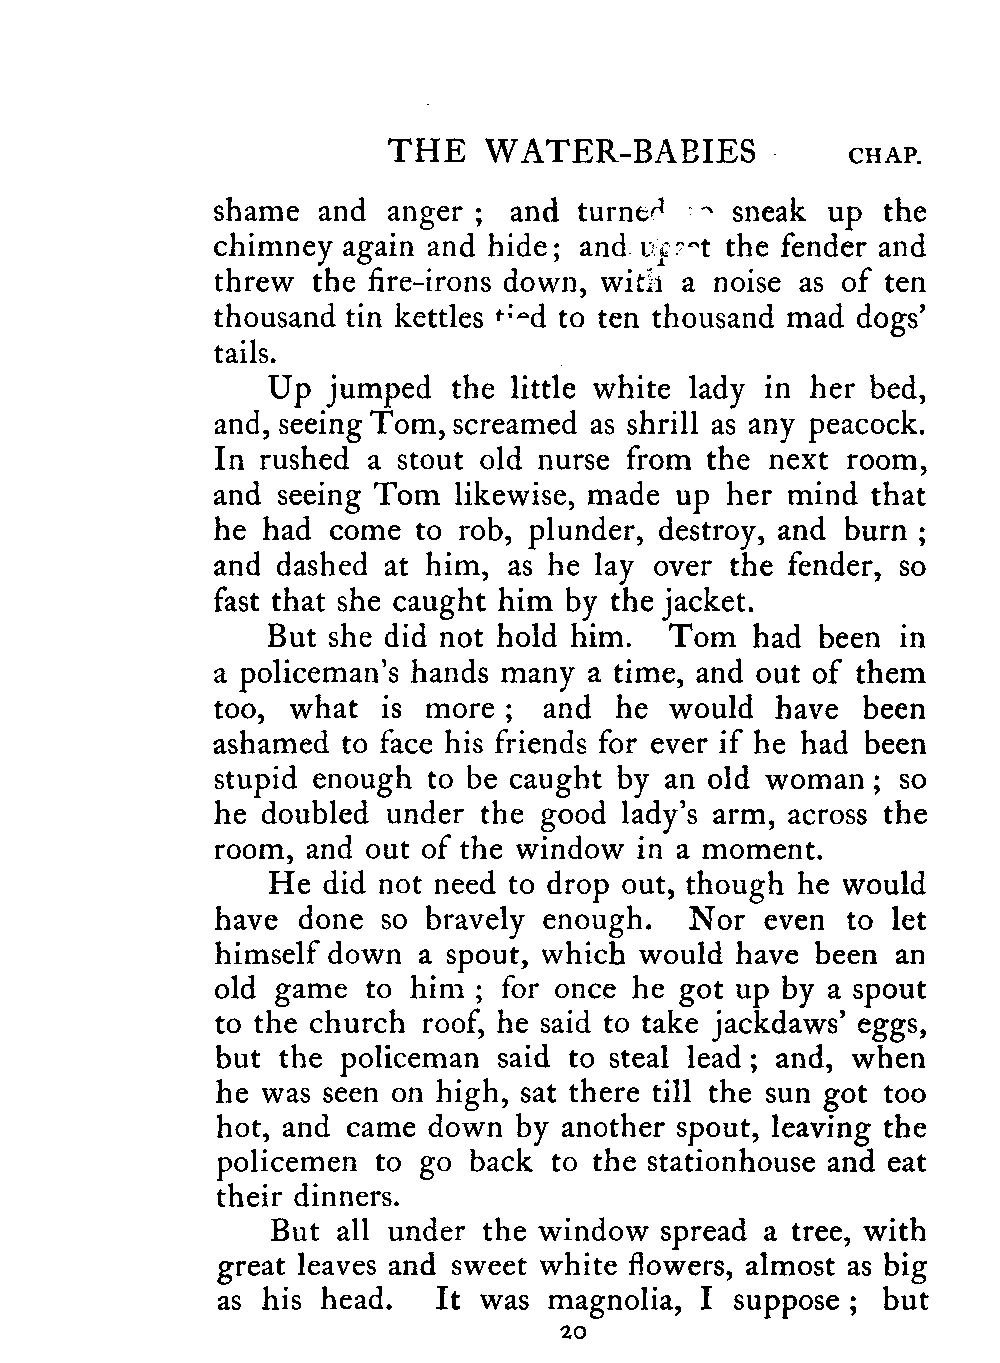 THE WATER-BABIES CHAP.
shame and anger ; and turned sneak up the
chimney again and hide ; and upset the fender and
threw the fire-irons down, with a noise as of ten
thousand tin kettles tied to ten thousand mad dogs'
tails.
Up jumped the little white lady in her bed,
and, seeing Tom, screamed as shrill as any peacock.
In rushed a stout old nurse from the next room,
and seeing Tom likewise, made up her mind that
he had come to rob, plunder, destroy, and burn ;
and dashed at him, as he lay over the fender, so
fast that she caught him by the jacket.
But she did not hold him. Tom had been in
a policeman's hands many a time, and out of them
too, what is more ; and he would have been
ashamed to face his friends for ever if he had been
stupid enough to be caught by an old woman ; so
he doubled under the good lady's arm, across the
room, and out of the window in a moment.
He did not need to drop out, though he would
have done so bravely enough. Nor even to let
himself down a spout, which would have been an
old game to him ; for once he got up by a spout
to the church roof, he said to take jackdaws' eggs,
but the policeman said to steal lead ; and, when
he was seen on high, sat there till the sun got too
hot, and came down by another spout, leaving the
policemen to go back to the stationhouse and eat
their dinners.
But all under the window spread a tree, with
great leaves and sweet white flowers, almost as big
as his head. It was magnolia, I suppose ; but
20